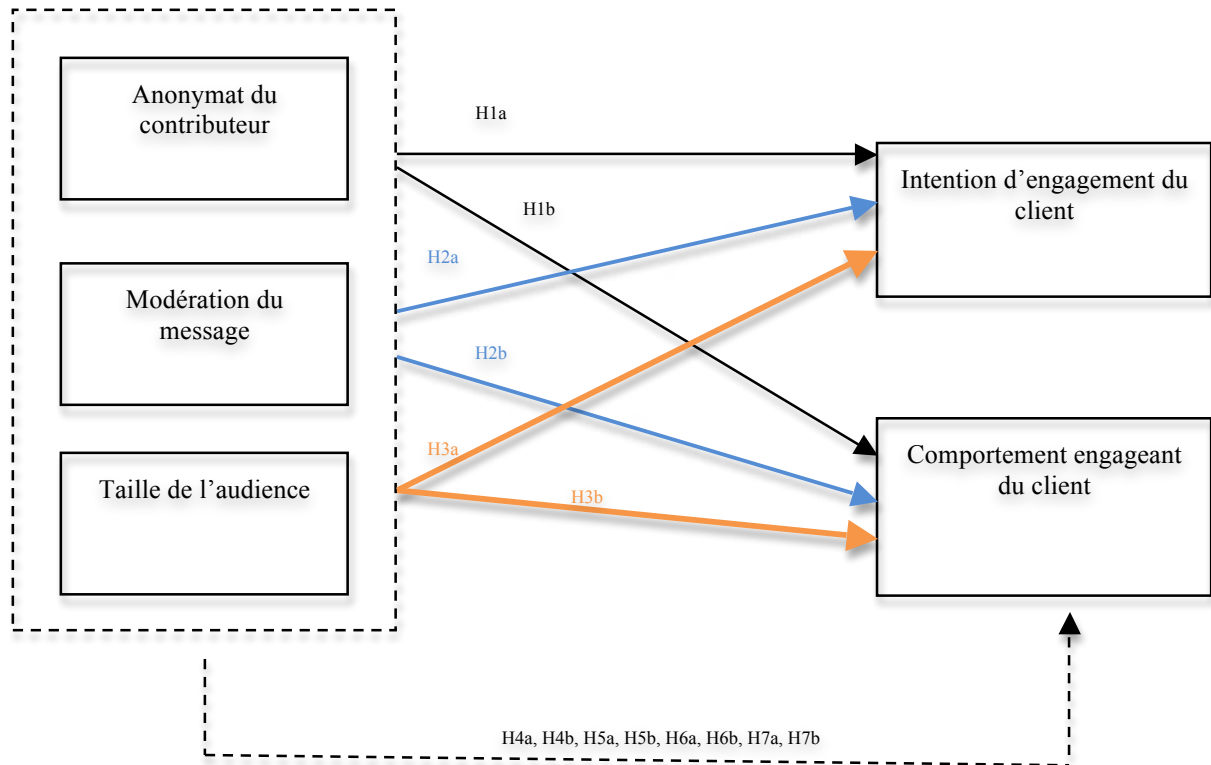 Anonymat du
contributeur
Modération du
message
Taille de l’audience
H1a
H1b
H2a
H2b
H3a
H3b
Intention d’engagement du
client
Comportement engageant
du client
H4a, H4b, H5a, H5b, H6a, H6b, H7a, H7b